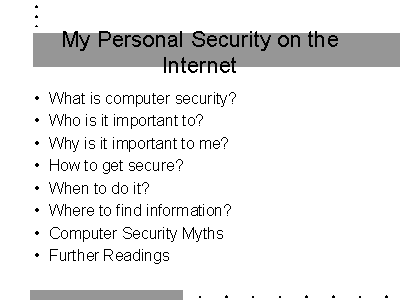 My Personal Security on the
Internet
• What is computer security?
• Who is it important to?
• Why is it important to me?
• How to get secure?
• When to do it?
• Where to find information?
• Computer Security Myths
• Further Readings